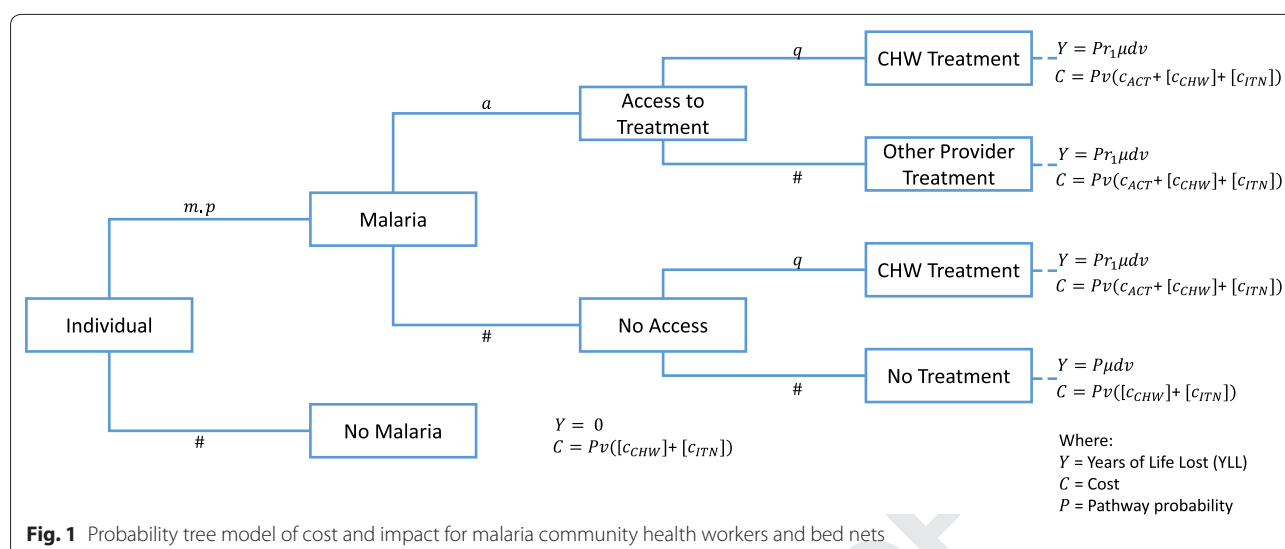 q
CHW Treatment
Y = Pr₁μdv
C = Pv(c_ACT + [c_CHW] + [c_ITN])
a
Access to
Treatment
#
Other Provider
Treatment
Y = Pr₁μdv
C = Pv(c_ACT + [c_CHW] + [c_ITN])
m.p
Malaria
q
CHW Treatment
Y = Pr₁μdv
C = Pv(c_ACT + [c_CHW] + [c_ITN])
Individual
#
No Access
#
No Treatment
Y = Pμdv
C = Pv([c_CHW] + [c_ITN])
#
No Malaria
Y = 0
C = Pv([c_CHW] + [c_ITN])
Where:
Y = Years of Life Lost (YLL)
C = Cost
P = Pathway probability
Fig. 1 Probability tree model of cost and impact for malaria community health workers and bed nets